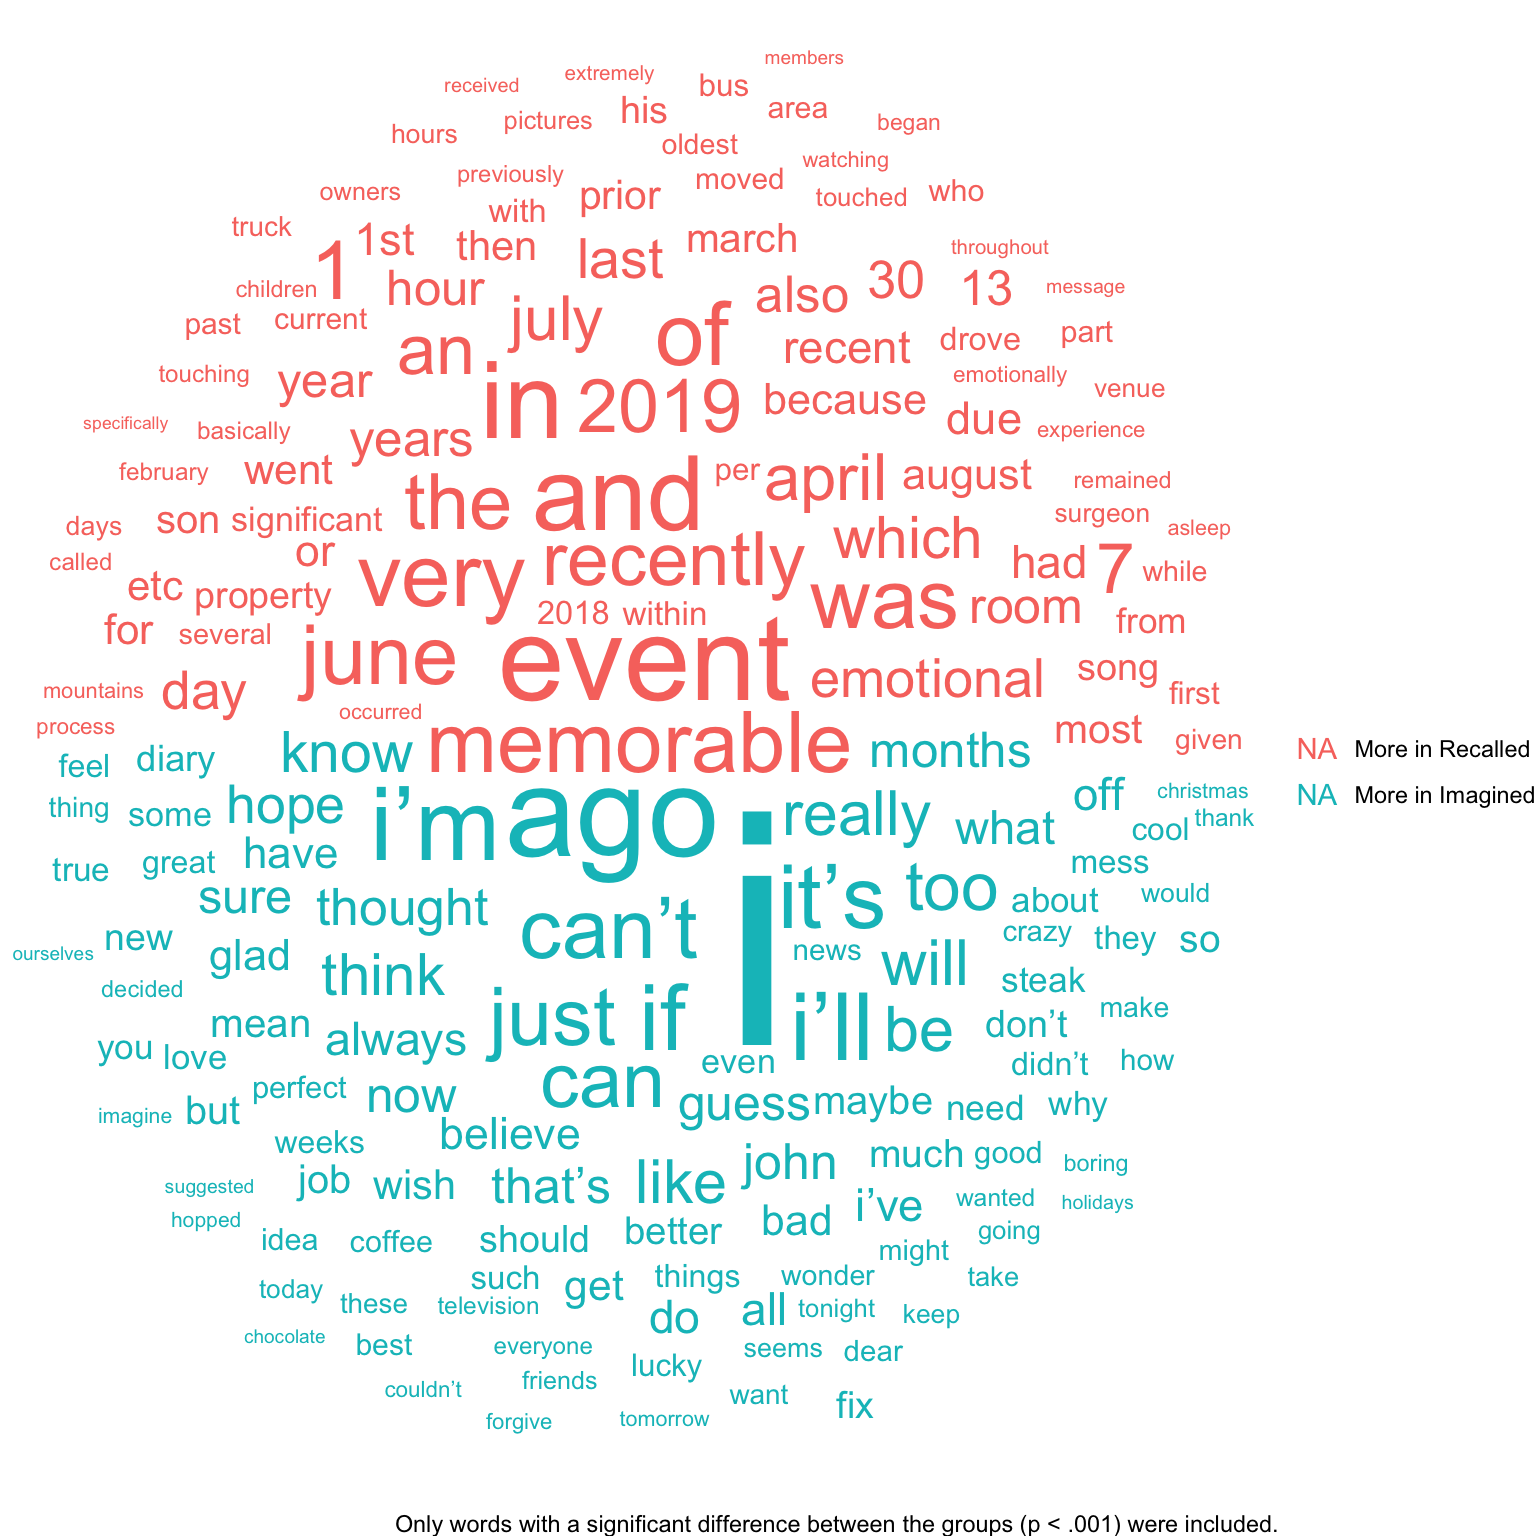 members
received extremely bus
his area
hours pictures began
oldest
watching
previously moved
owners with prior touched who
truck 1st then last march throughout
1 hour also 30 13 message
children july of
past current an recent drove part
touching year in 2019 because emotionally venue
specifically basically years due experience
february went the and per april august remained
days son significant which surgeon asleep
called or very recently had 7 while
etc property 2018 within was room from
for several june event emotional song
mountains day first
process occurred memorable most given
feel diary know months
thing some hope i’m ago i really what off christmas
cool thank
true great have mess
sure thought can’t it’s too about would
new glad news will crazy they so
ourselves think steak
decided just if i’ll be don’t make
mean always
you love even didn’t how
perfect now can guess maybe need why
imagine but
weeks believe john much good boring
suggested job wish that’s like i’ve wanted holidays
hopped idea coffee should better bad going
might
today such get things wonder take
these television do all tonight keep
chocolate best everyone seems dear
lucky
couldn’t friends want fix
forgive tomorrow
NA More in Recalled
NA More in Imagined
Only words with a significant difference between the groups (p < .001) were included.